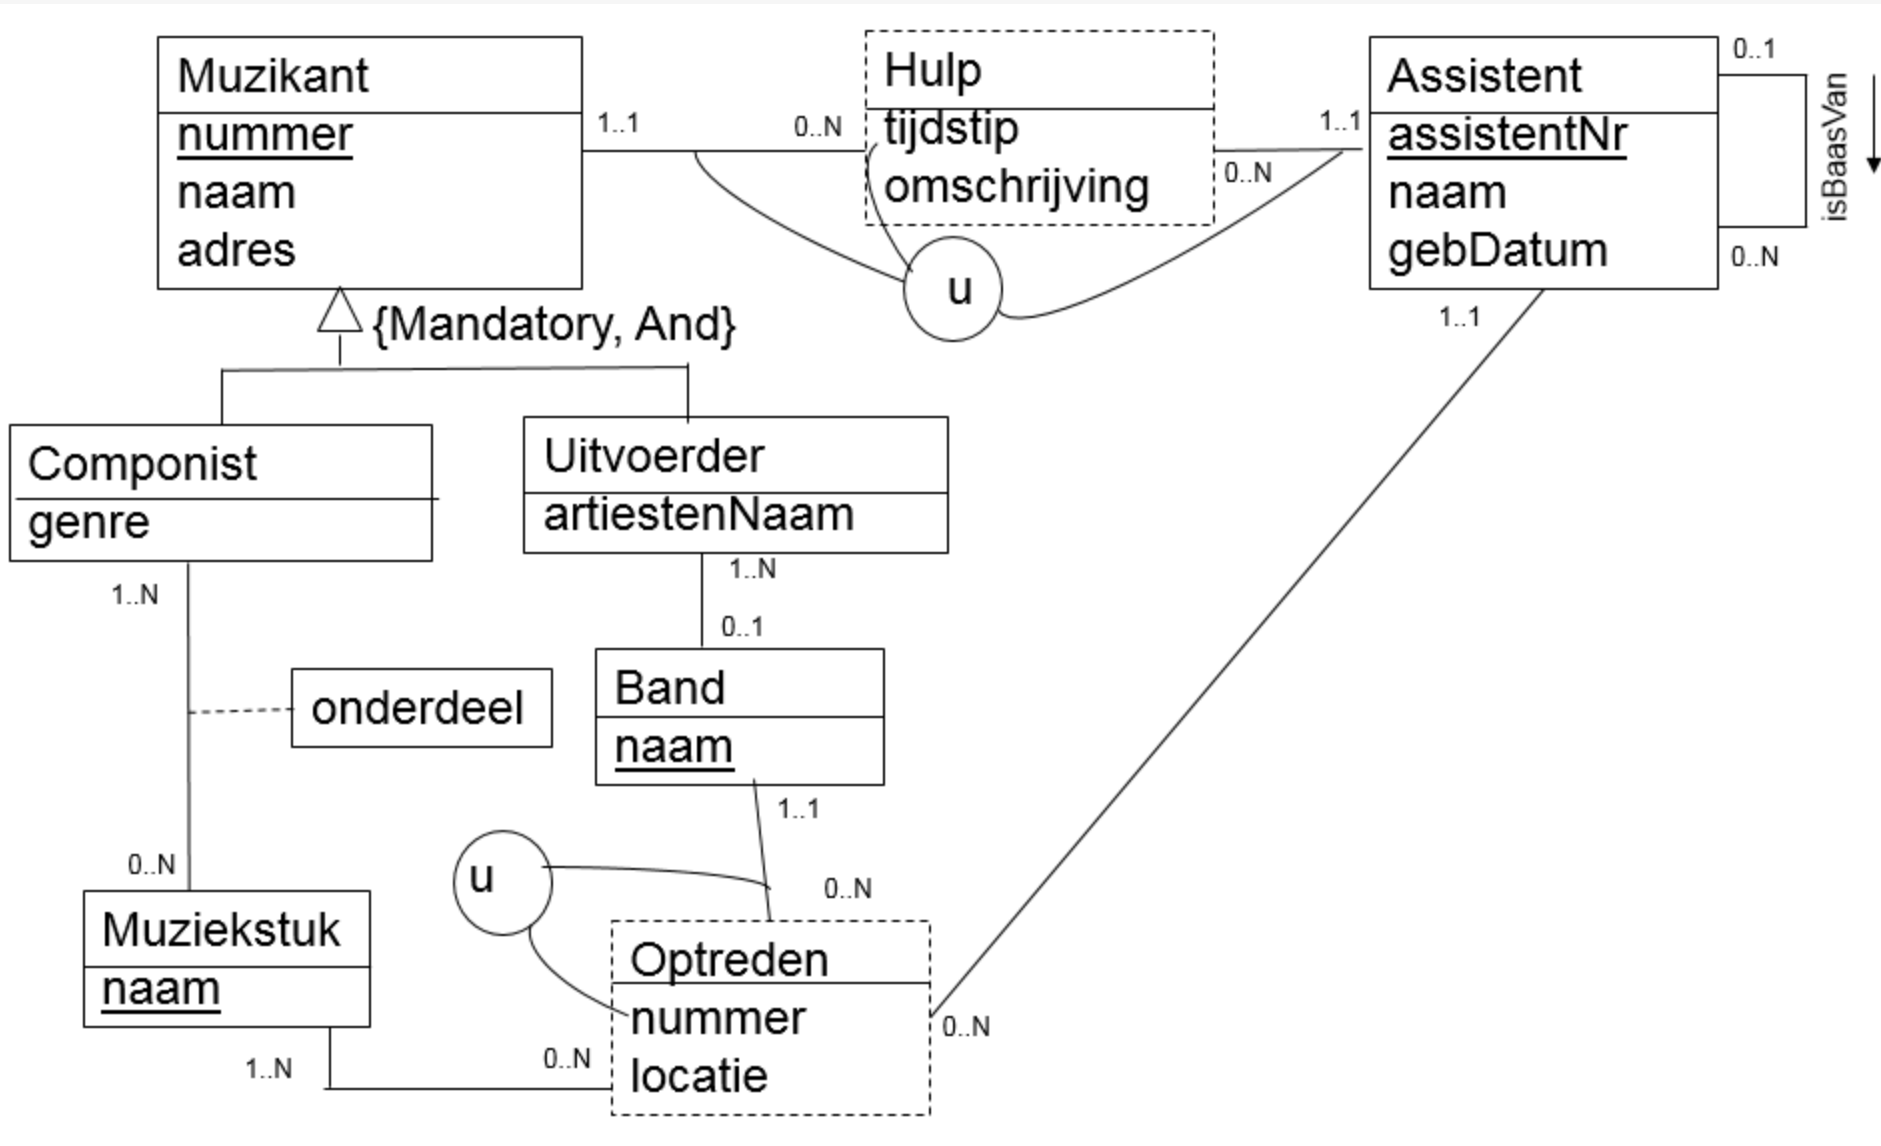 Muzikant
nummer
naam
adres
1..1
0..N
Hulp
tijdstip
omschrijving
1..1
0..N
Assistent
assistentNr
naam
gebDatum
0..1
isBaasVan
0..N
u
1..1
{Mandatory, And}
Componist
genre
Uitvoerder
artiestenNaam
1..N
1..N
0..1
onderdeel
Band
naam
1..1
0..N
u
0..N
Muziekstuk
naam
Optreden
nummer
locatie
0..N
1..N
0..N